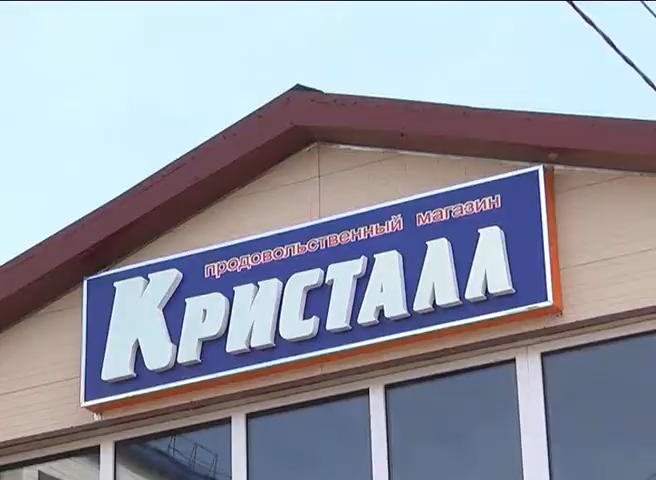 продовольственный магазин
Кристалл